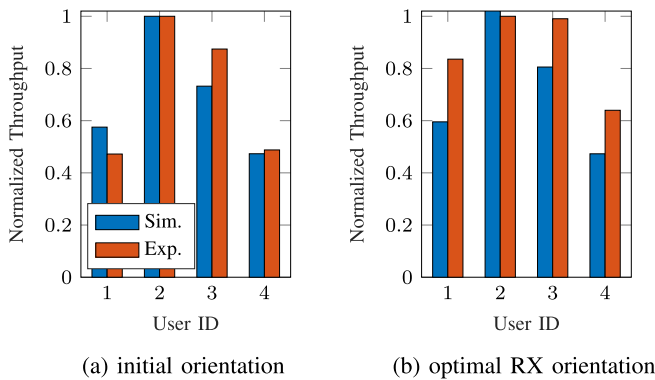 1
0.8
0.6
0.4
0.2
0
Normalized Throughput
Sim.
Exp.
1 2 3 4
User ID
(a) initial orientation
1
0.8
0.6
0.4
0.2
0
Normalized Throughput
1 2 3 4
User ID
(b) optimal RX orientation